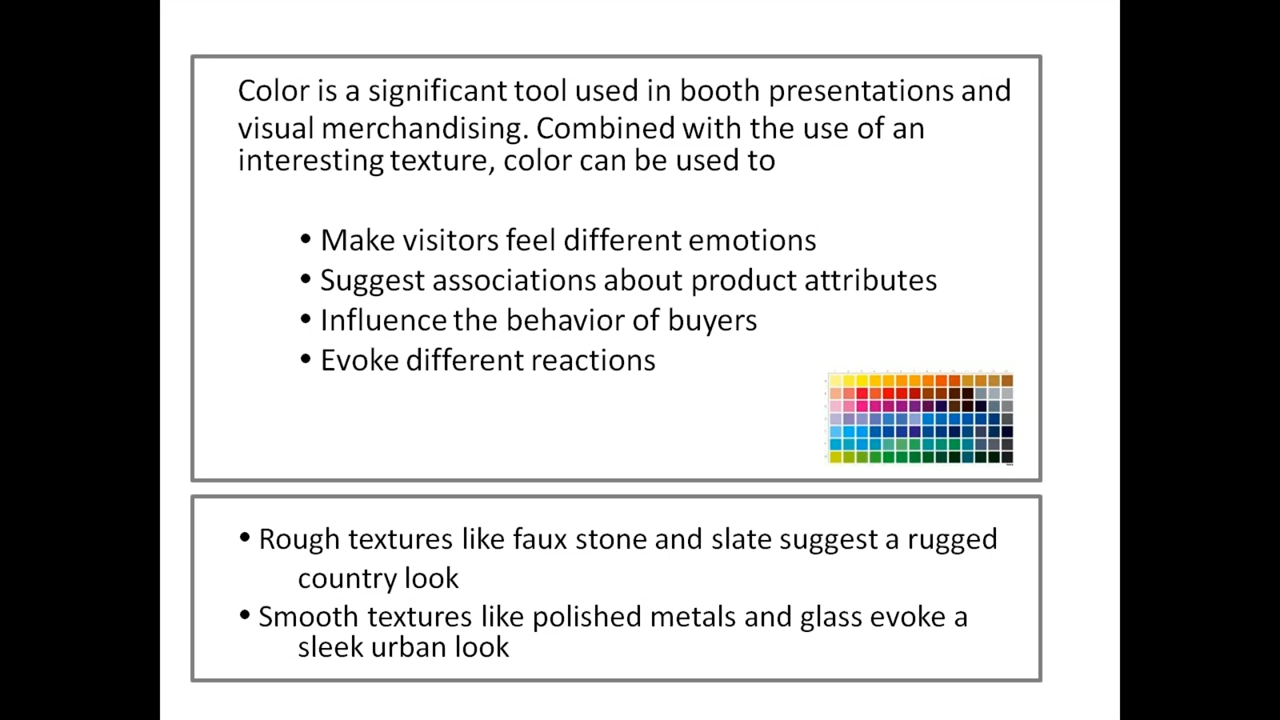 Color is a significant tool used in booth presentations and
visual merchandising. Combined with the use of an
interesting texture, color can be used to
• Make visitors feel different emotions
• Suggest associations about product attributes
• Influence the behavior of buyers
• Evoke different reactions
• Rough textures like faux stone and slate suggest a rugged
country look
• Smooth textures like polished metals and glass evoke a
sleek urban look